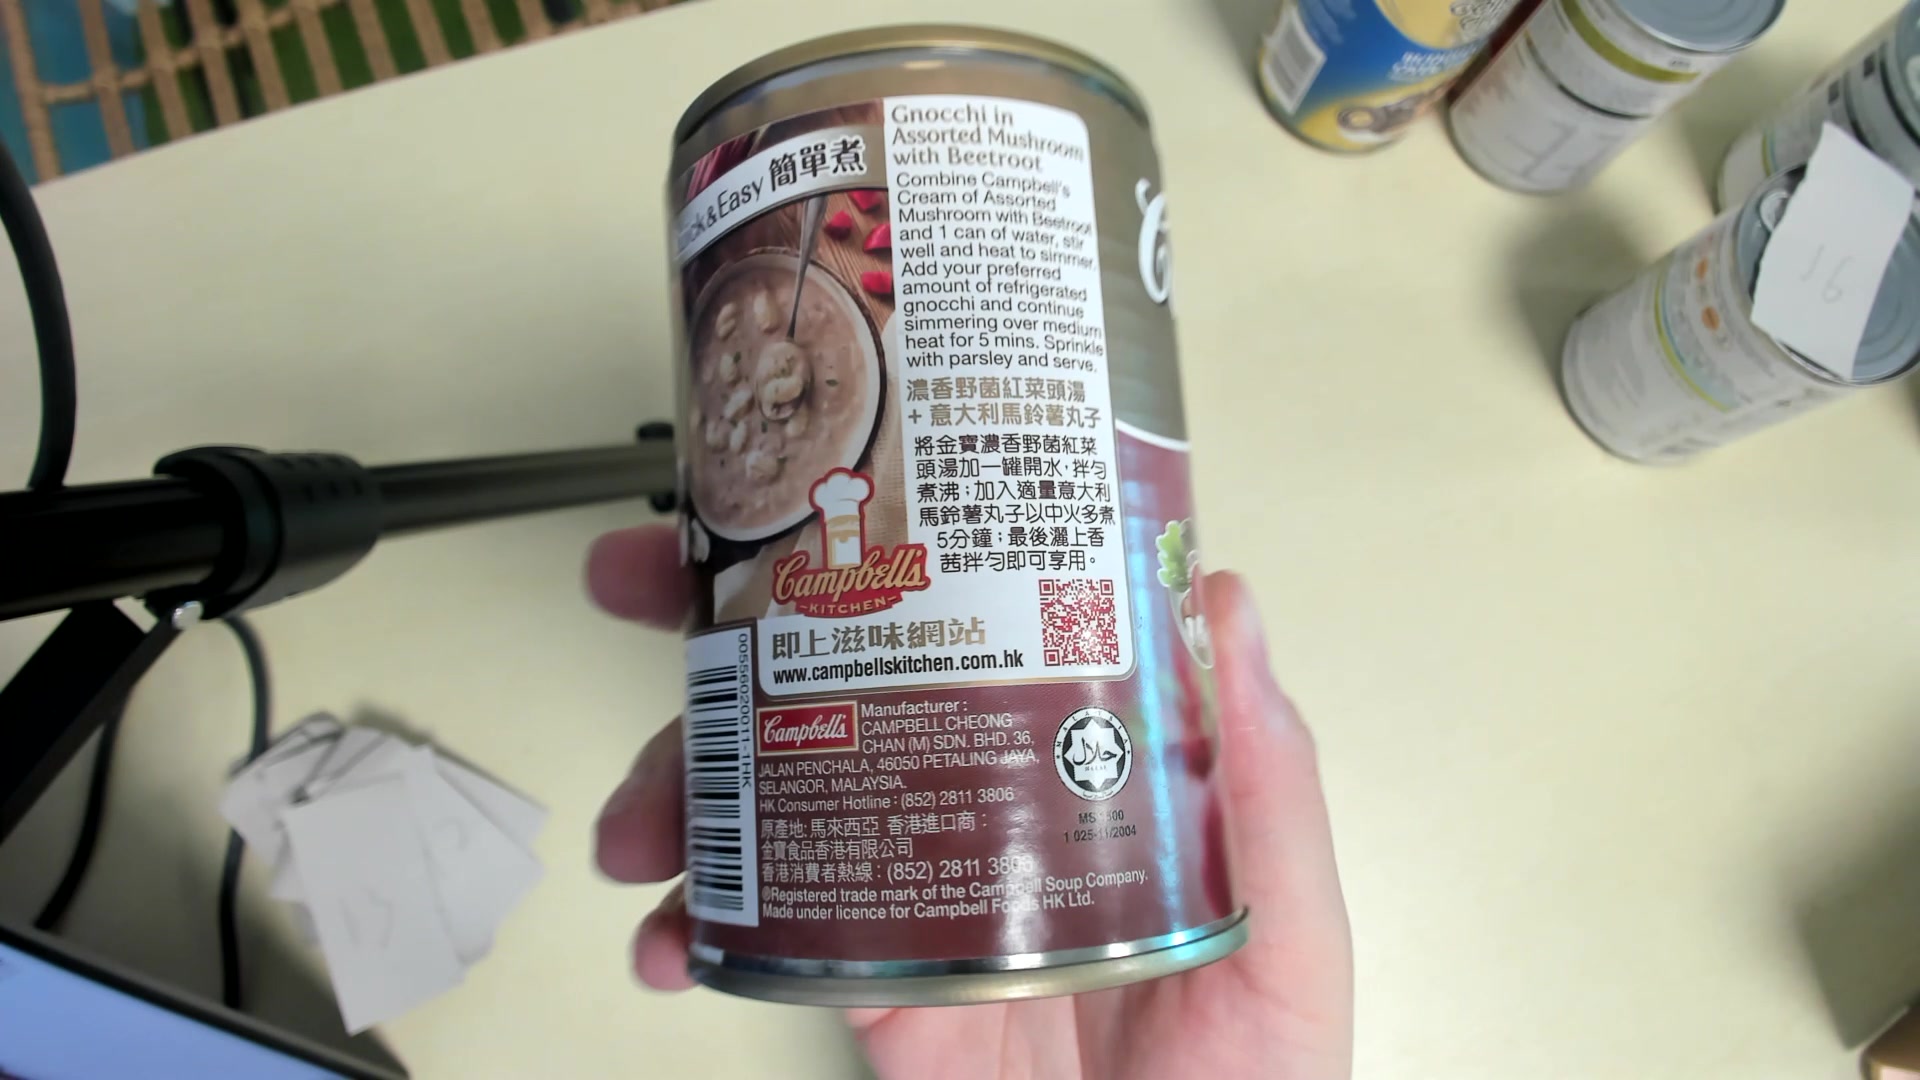 Gnocchi in
Assorted Mushroom
with Beetroot
&Easy 簡單煮
Combine Campbell's
Cream of Assorted
Mushroom with Beetroot
and 1 can of water, stir
well and heat to simmer.
Add your preferred
amount of refrigerated
gnocchi and continue
simmering over medium
heat for 5 mins. Sprinkle
with parsley and serve.
濃香野菌紅菜頭湯
+ 意大利馬鈴薯丸子
將金寶濃香野菌紅菜
頭湯加一罐開水，拌勻
煮沸；加入適量意大利
馬鈴薯丸子以中火多煮
5分鐘；最後灑上香
茜拌勻即可享用。
Campbell's
KITCHEN
即上滋味網站
www.campbellskitchen.com.hk
00556020011-1HK
Campbell's
Manufacturer :
CAMPBELL CHEONG
CHAN (M) SDN. BHD. 36,
JALAN PENCHALA, 46050 PETALING JAYA,
SELANGOR, MALAYSIA.
HK Consumer Hotline : (852) 2811 3806
原產地: 馬來西亞 香港進口商 :
金寶食品香港有限公司
香港消費者熱線 : (852) 2811 3806
®Registered trade mark of the Campbell Soup Company.
Made under licence for Campbell Foods HK Ltd.
MALAYSIA
حلال
HALAL
1 025-11/2004
16